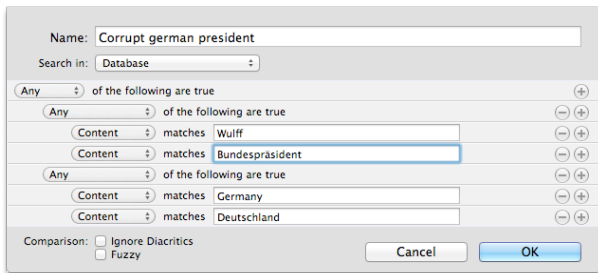 Name: Corrupt german president
Search in: Database
Any of the following are true
Any of the following are true
Content matches Wulff
Content matches Bundespräsident
Any of the following are true
Content matches Germany
Content matches Deutschland
Comparison: Ignore Diacritics
Fuzzy
Cancel OK